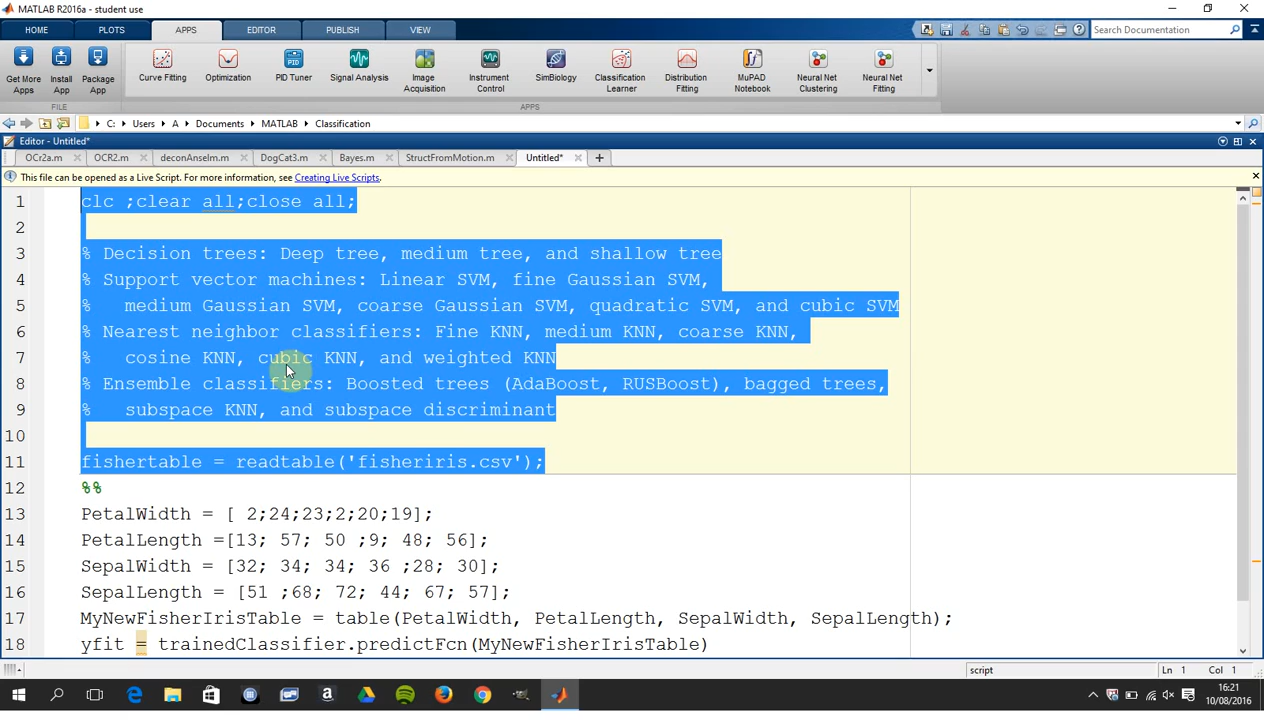 MATLAB R2016a - student use
HOME PLOTS APPS EDITOR PUBLISH VIEW
Search Documentation
Get More Apps
Install App
Package App
Curve Fitting
Optimization
PID Tuner
Signal Analysis
Image Acquisition
Instrument Control
SimBiology
Classification Learner
Distribution Fitting
MuPAD Notebook
Neural Net Clustering
Neural Net Fitting
FILE APPS
C: Users A Documents MATLAB Classification
Editor - Untitled*
OCr2a.m OCR2.m deconAnselm.m DogCat3.m Bayes.m StructFromMotion.m Untitled*
This file can be opened as a Live Script. For more information, see Creating Live Scripts.
1 clc ;clear all;close all;
2
3 % Decision trees: Deep tree, medium tree, and shallow tree
4 % Support vector machines: Linear SVM, fine Gaussian SVM,
5 % medium Gaussian SVM, coarse Gaussian SVM, quadratic SVM, and cubic SVM
6 % Nearest neighbor classifiers: Fine KNN, medium KNN, coarse KNN,
7 % cosine KNN, cubic KNN, and weighted KNN
8 % Ensemble classifiers: Boosted trees (AdaBoost, RUSBoost), bagged trees,
9 % subspace KNN, and subspace discriminant
10
11 fishertable = readtable('fisheriris.csv');
12 %%
13 PetalWidth = [ 2;24;23;2;20;19];
14 PetalLength =[13; 57; 50 ;9; 48; 56];
15 SepalWidth = [32; 34; 34; 36 ;28; 30];
16 SepalLength = [51 ;68; 72; 44; 67; 57];
17 MyNewFisherIrisTable = table(PetalWidth, PetalLength, SepalWidth, SepalLength);
18 yfit = trainedClassifier.predictFcn(MyNewFisherIrisTable)
script Ln 1 Col 1
16:21
10/08/2016